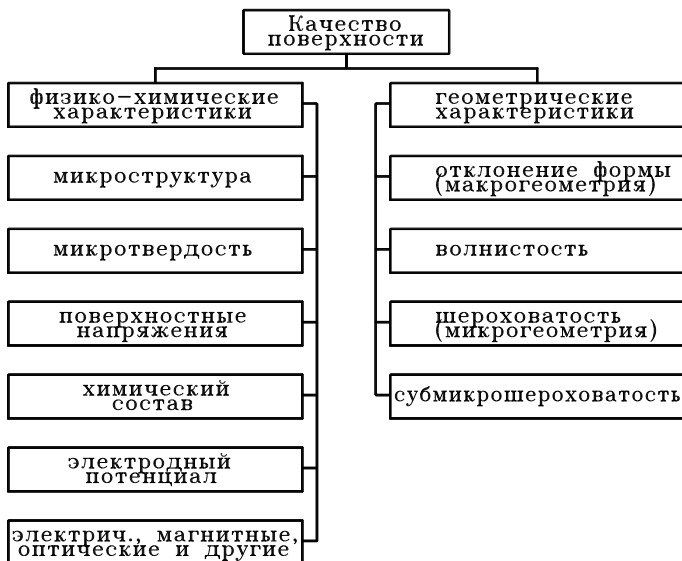 Качество
поверхности
физико-химические
характеристики
микроструктура
микротвердость
поверхностные
напряжения
химический
состав
электродный
потенциал
электрич., магнитные,
оптические и другие
геометрические
характеристики
отклонение формы
(макрогеометрия)
волнистость
шероховатость
(микрогеометрия)
субмикрошероховатость